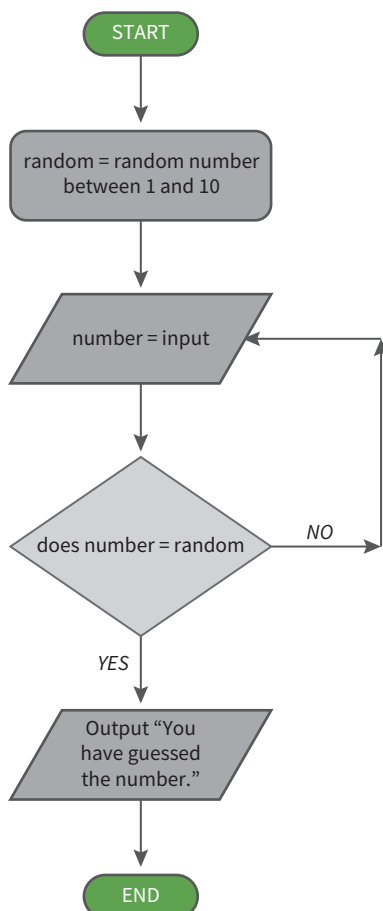 START
random = random number
between 1 and 10
number = input
does number = random
NO
YES
Output “You
have guessed
the number.”
END